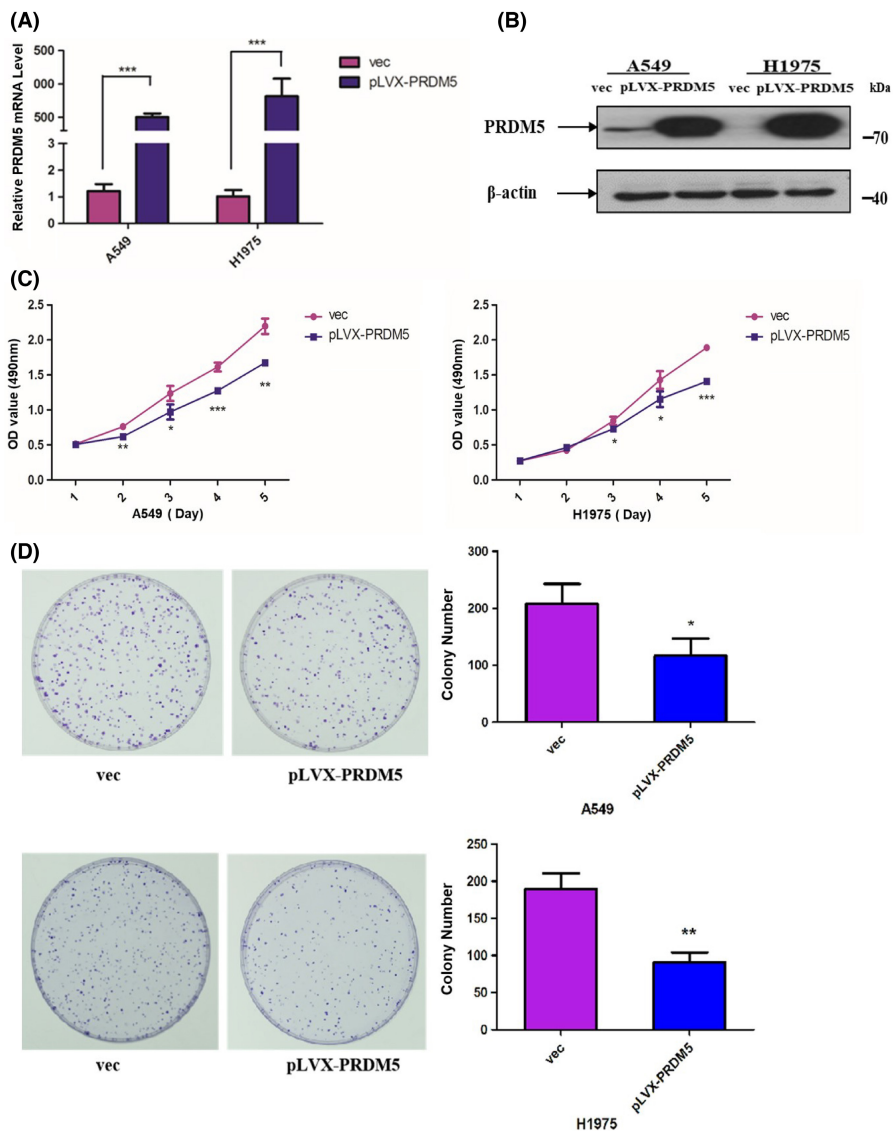 (A)
Relative PRDM5 mRNA Level
500
000
500
3
2
1
0
***
***
vec
pLVX-PRDM5
A549
H1975
(B)
A549 H1975
vec pLVX-PRDM5 vec pLVX-PRDM5 kDa
PRDM5
70
β-actin
40
(C)
OD value (490nm)
2.5
2.0
1.5
1.0
0.5
0.0
vec
pLVX-PRDM5
** * *** **
1 2 3 4 5
A549 ( Day)
OD value (490nm)
2.5
2.0
1.5
1.0
0.5
0.0
vec
pLVX-PRDM5
* * ***
1 2 3 4 5
H1975 ( Day)
(D)
vec pLVX-PRDM5
Colony Number
300
200
100
0
*
vec pLVX-PRDM5
A549
vec pLVX-PRDM5
Colony Number
250
200
150
100
50
0
**
vec pLVX-PRDM5
H1975